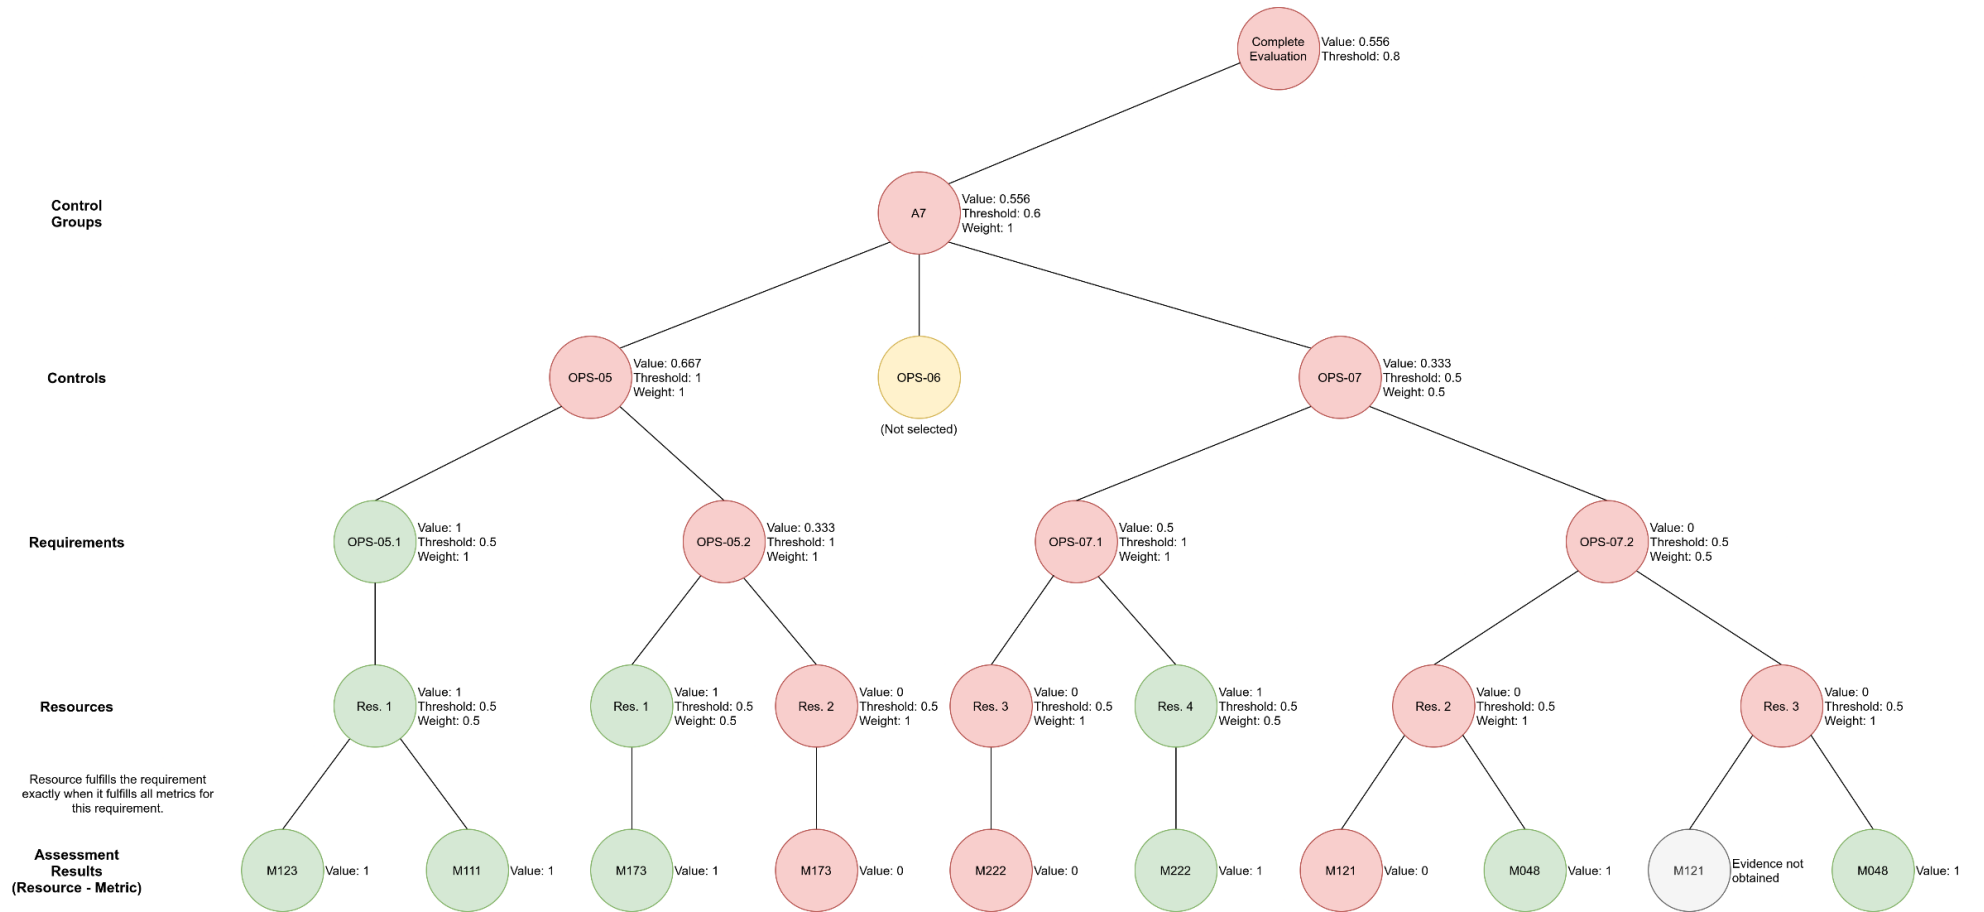 Complete
Evaluation
Value: 0.556
Threshold: 0.8
Control
Groups
A7
Value: 0.556
Threshold: 0.6
Weight: 1
Controls
OPS-05
Value: 0.667
Threshold: 1
Weight: 1
OPS-06
(Not selected)
OPS-07
Value: 0.333
Threshold: 0.5
Weight: 0.5
Requirements
OPS-05.1
Value: 1
Threshold: 0.5
Weight: 1
OPS-05.2
Value: 0.333
Threshold: 1
Weight: 1
OPS-07.1
Value: 0.5
Threshold: 1
Weight: 1
OPS-07.2
Value: 0
Threshold: 0.5
Weight: 0.5
Resources
Res. 1
Value: 1
Threshold: 0.5
Weight: 0.5
Res. 1
Value: 1
Threshold: 0.5
Weight: 0.5
Res. 2
Value: 0
Threshold: 0.5
Weight: 1
Res. 3
Value: 0
Threshold: 0.5
Weight: 1
Res. 4
Value: 1
Threshold: 0.5
Weight: 0.5
Res. 2
Value: 0
Threshold: 0.5
Weight: 1
Res. 3
Value: 0
Threshold: 0.5
Weight: 1
Resource fulfills the requirement
exactly when it fulfills all metrics for
this requirement.
Assessment
Results
(Resource - Metric)
M123
Value: 1
M111
Value: 1
M173
Value: 1
M173
Value: 0
M222
Value: 0
M222
Value: 1
M121
Value: 0
M048
Value: 1
M121
Evidence not
obtained
M048
Value: 1